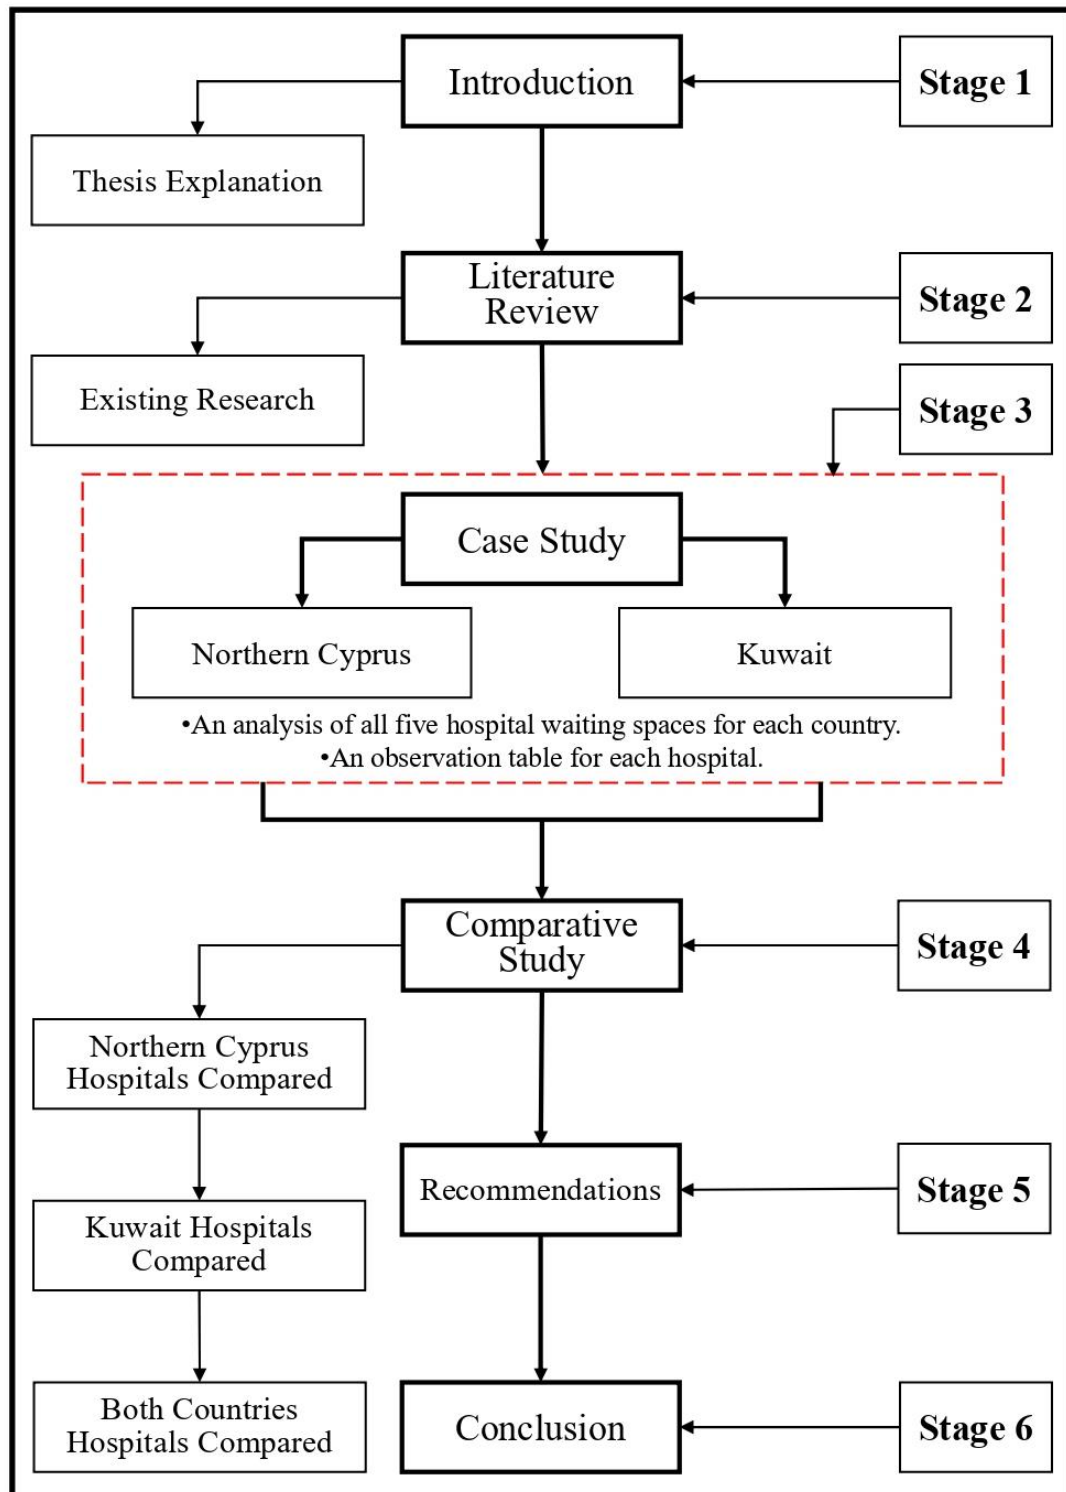 Introduction
Stage 1
Thesis Explanation
Literature
Review
Stage 2
Existing Research
Stage 3
Case Study
Northern Cyprus
Kuwait
•An analysis of all five hospital waiting spaces for each country.
•An observation table for each hospital.
Comparative
Study
Stage 4
Northern Cyprus
Hospitals Compared
Recommendations
Stage 5
Kuwait Hospitals
Compared
Both Countries
Hospitals Compared
Conclusion
Stage 6